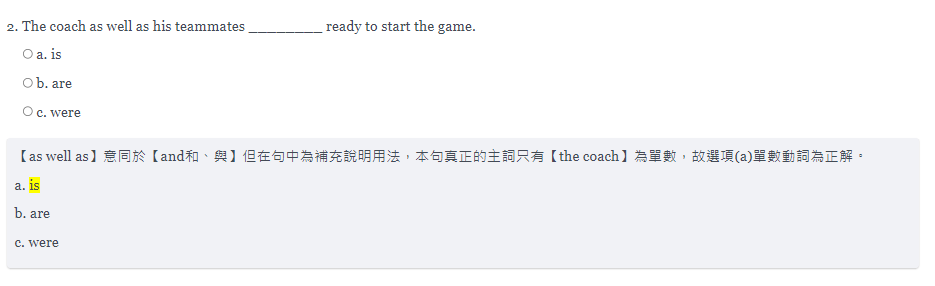 2. The coach as well as his teammates ________ ready to start the game.
a. is
b. are
c. were
【as well as】意同於【and和、與】但在句中為補充說明用法，本句真正的主詞只有【the coach】為單數，故選項(a)單數動詞為正解。
a. is
b. are
c. were